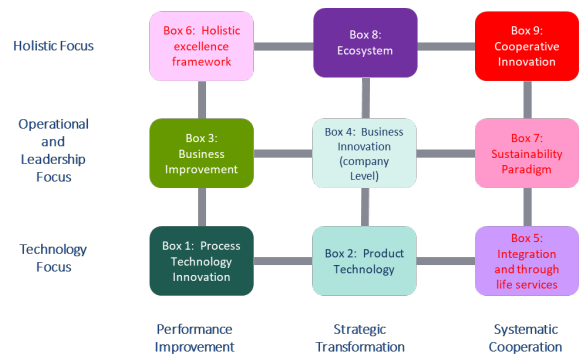 Holistic Focus
Box 6:  Holistic
excellence
framework
Box 8:
Ecosystem
Box 9:
Cooperative
Innovation
Operational
and
Leadership
Focus
Box 3:
Business
Improvement
Box 4:  Business
Innovation
(company
Level)
Box 7:
Sustainability
Paradigm
Technology
Focus
Box 1:  Process
Technology
Innovation
Box 2:  Product
Technology
Box 5:
Integration
and through
life services
Performance
Improvement
Strategic
Transformation
Systematic
Cooperation